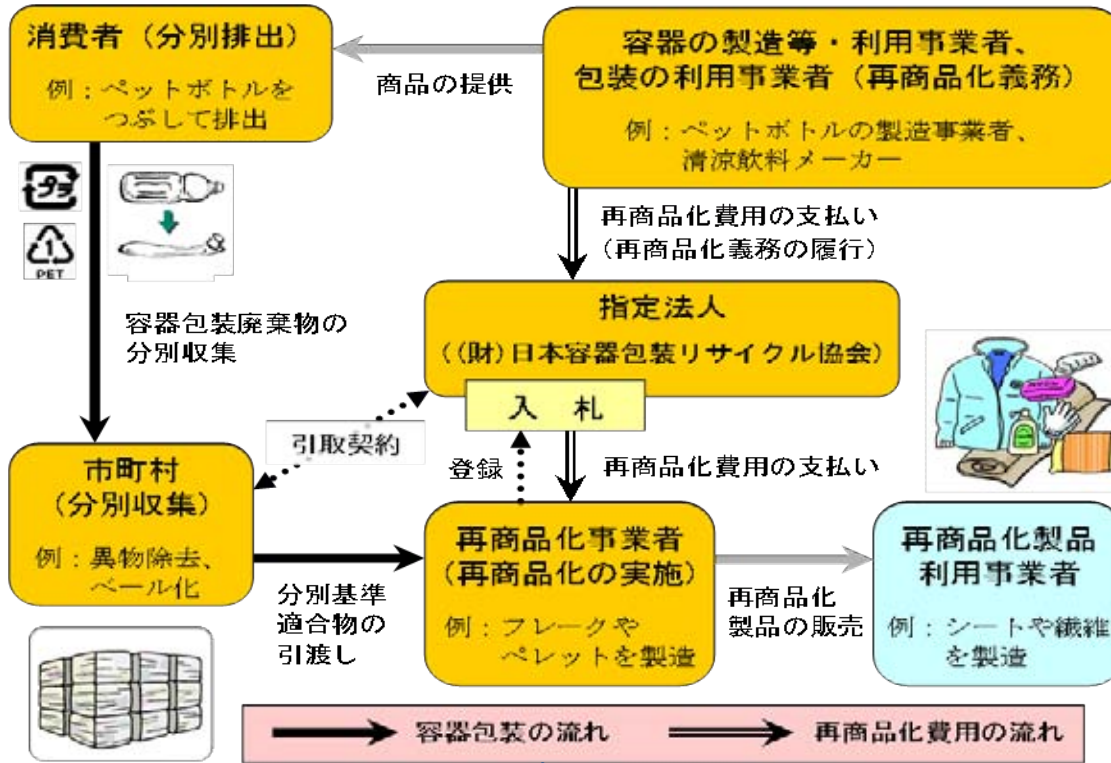 消費者（分別排出）
例：ペットボトルを
つぶして排出
商品の提供
容器の製造等・利用事業者、
包装の利用事業者（再商品化義務）
例：ペットボトルの製造事業者、
清涼飲料メーカー
プラ
1
PET
再商品化費用の支払い
（再商品化義務の履行）
容器包装廃棄物の
分別収集
指定法人
（(財)日本容器包装リサイクル協会）
入 札
引取契約
登録
再商品化費用の支払い
市町村
（分別収集）
例：異物除去、
ベール化
分別基準
適合物の
引渡し
再商品化事業者
（再商品化の実施）
例：フレークや
ペレットを製造
再商品化
製品の販売
再商品化製品
利用事業者
例：シートや繊維
を製造
容器包装の流れ
再商品化費用の流れ